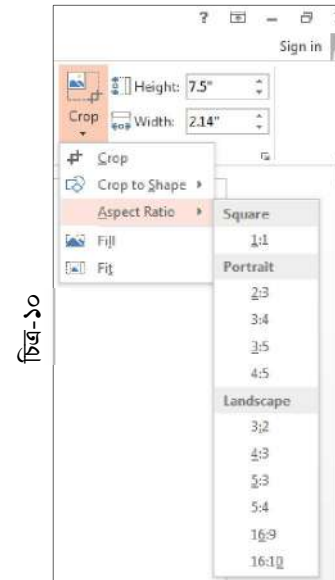 ?
Sign in
Height: 7.5"
Crop
Width: 2.14"
Crop
Crop to Shape
Aspect Ratio
Fill
Fit
Square
1:1
Portrait
2:3
3:4
3:5
4:5
Landscape
3:2
4:3
5:3
5:4
16:9
16:10
চিত্র-১০